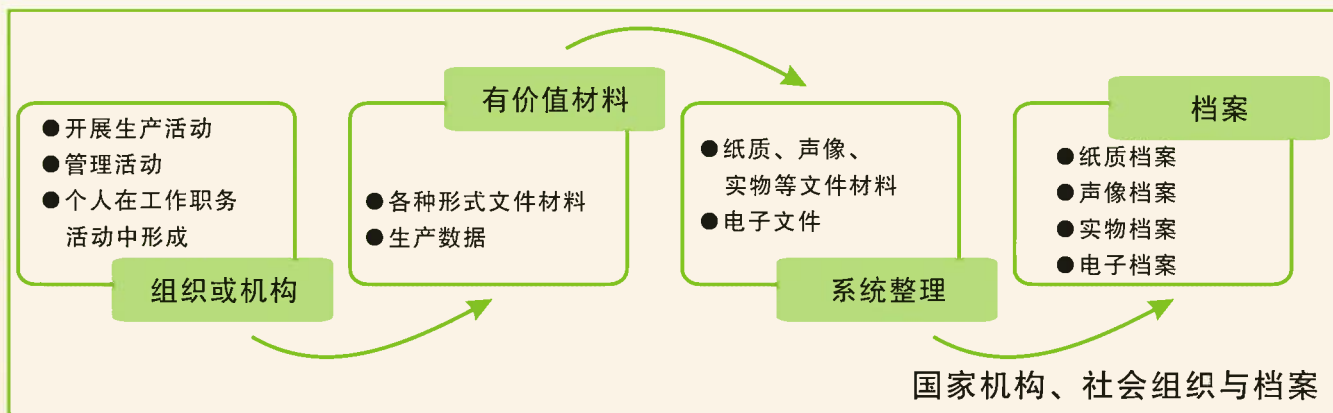 ● 开展生产活动
● 管理活动
● 个人在工作职务
活动中形成
组织或机构
有价值材料
● 各种形式文件材料
● 生产数据
● 纸质、声像、
实物等文件材料
● 电子文件
系统整理
档案
● 纸质档案
● 声像档案
● 实物档案
● 电子档案
国家机构、社会组织与档案